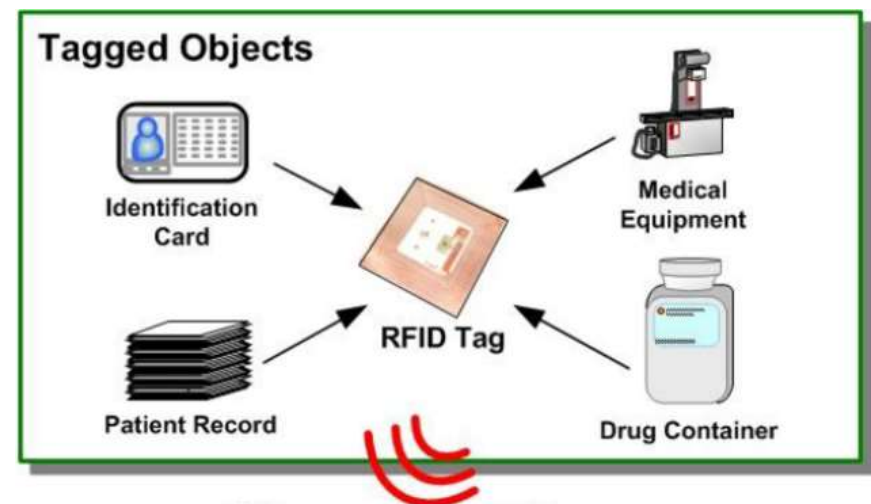 Tagged Objects
Identification
Card
Medical
Equipment
RFID Tag
Patient Record
Drug Container